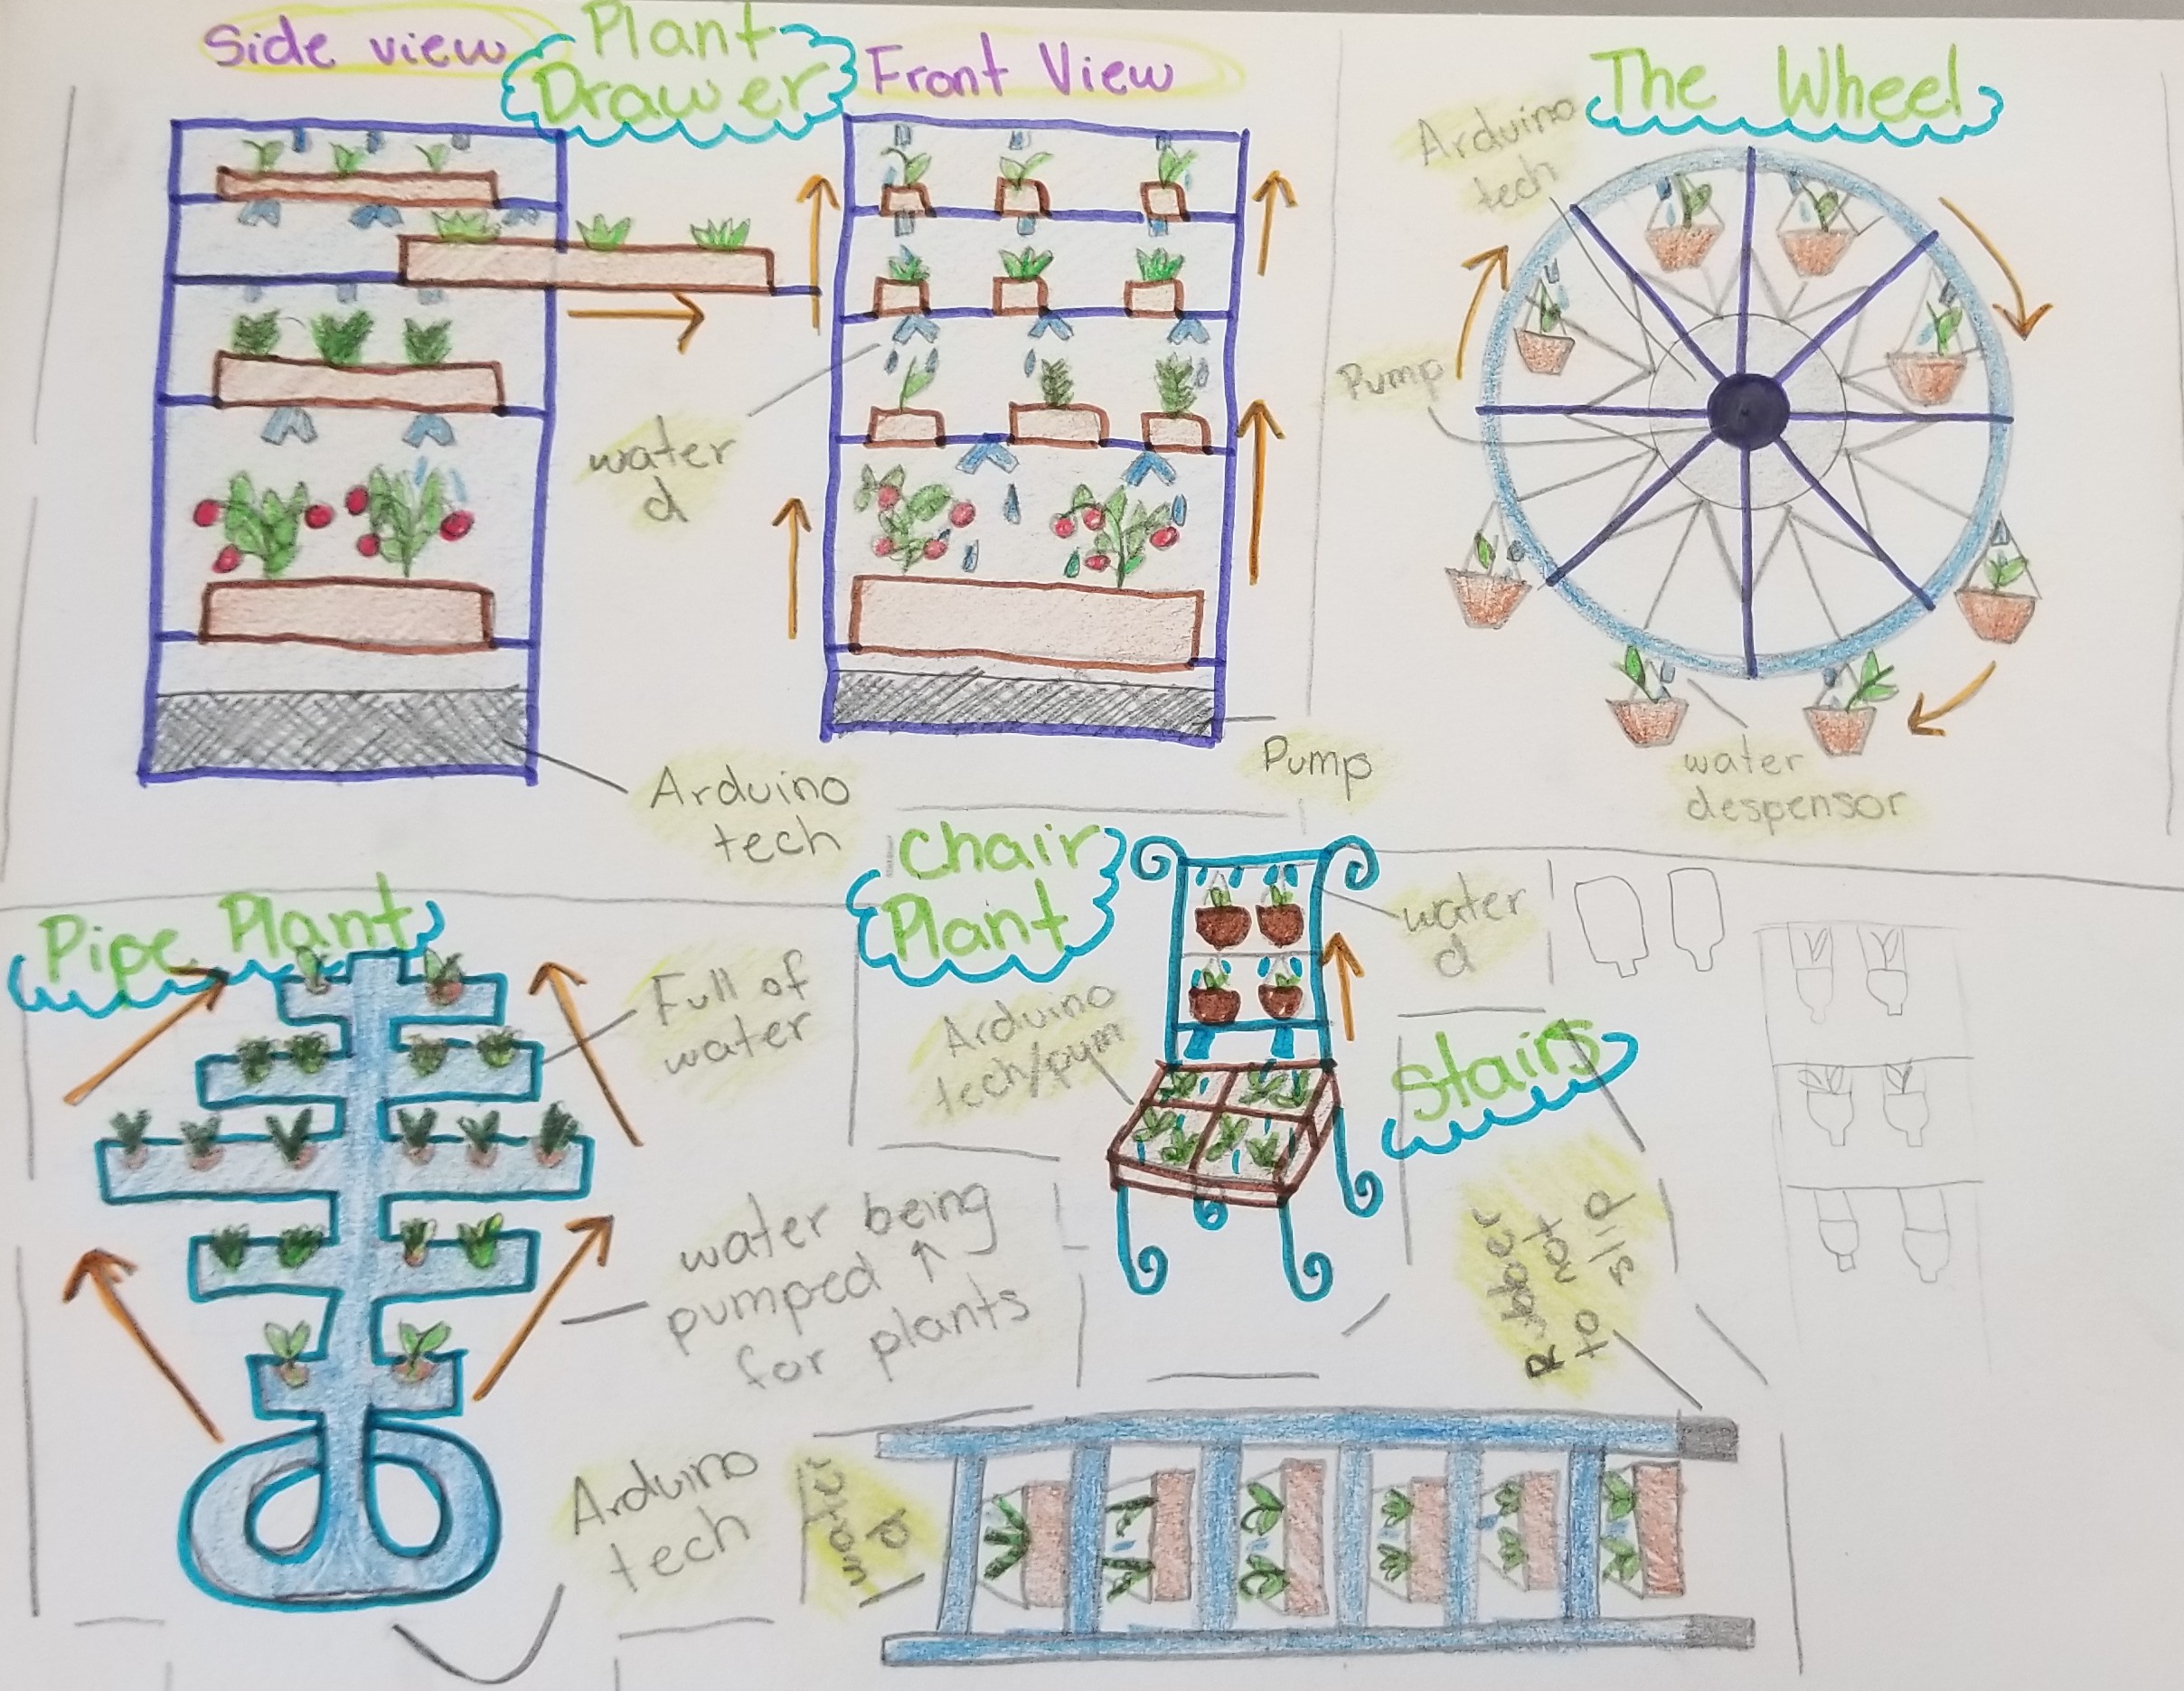 Side view
Plant
Drawer
Front View
water
d
Arduino
tech
Pump
The Wheel
Arduino
tech
Pump
water
despensor
Pipe Plant
Full of
water
water being
pumped ↑
for plants
Arduino
tech
Chair
Plant
water
d
Arduino
tech/pum
Stairs
Rubber
to not
slip
water
d